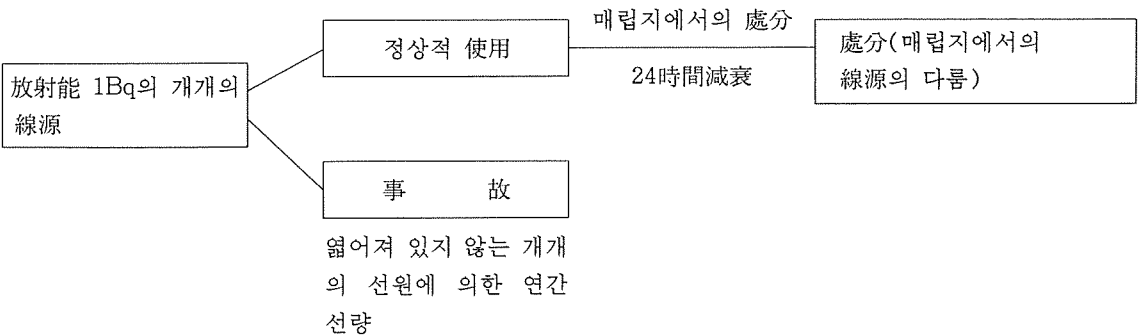 放射能 1Bq의 개개의
線源
정상적 使用
매립지에서의 處分
24時間減衰
處分(매립지에서의
線源의 다룸)
事 故
엷어져 있지 않는 개개
의 선원에 의한 연간
선량